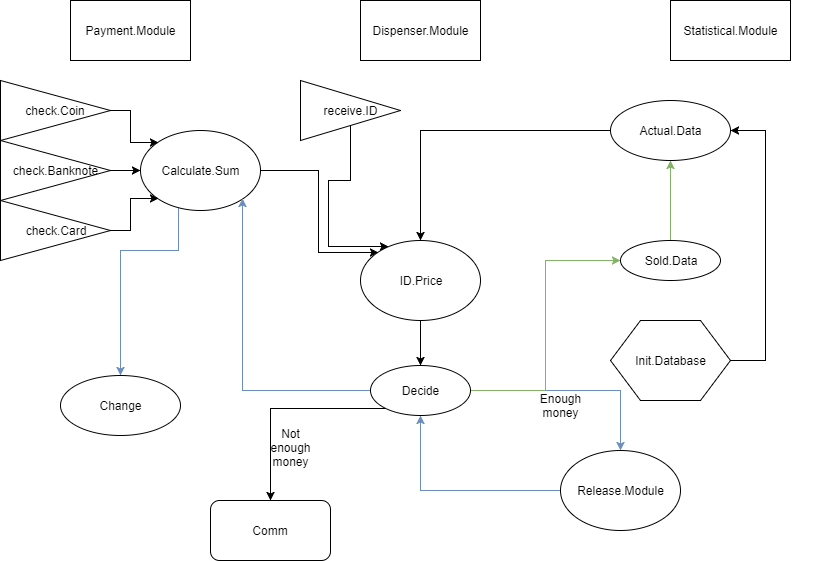 Payment.Module
Dispenser.Module
Statistical.Module
check.Coin
receive.ID
Actual.Data
check.Banknote
Calculate.Sum
check.Card
Sold.Data
ID.Price
Init.Database
Decide
Change
Enough
money
Not
enough
money
Release.Module
Comm